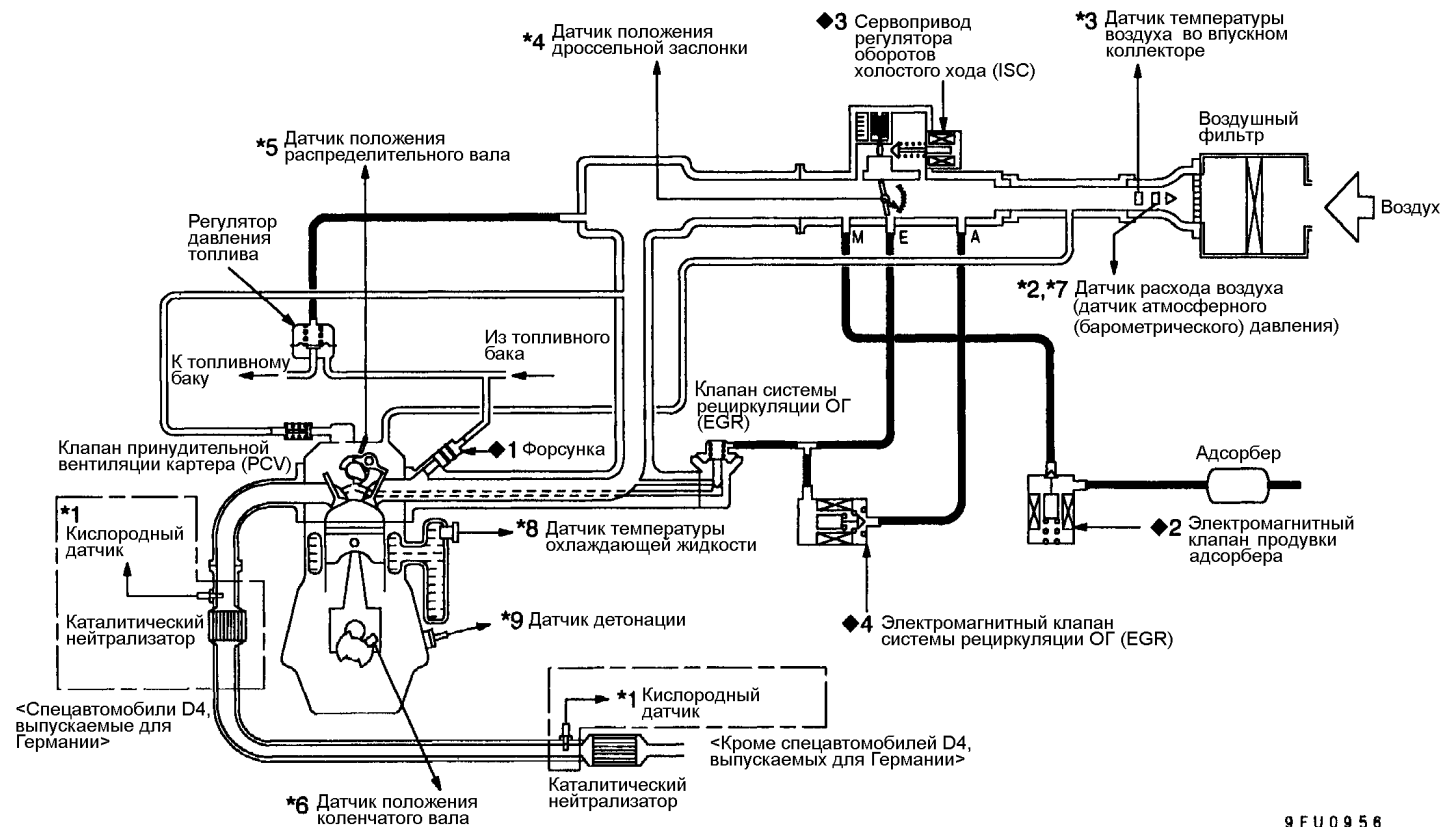 *4 Датчик положения
дроссельной заслонки
◆3 Сервопривод
регулятора
оборотов
холостого хода (ISC)
*3 Датчик температуры
воздуха во впускном
коллекторе
*5 Датчик положения
распределительного вала
Воздушный
фильтр
Воздух
Регулятор
давления
топлива
M
E
A
*2,*7 Датчик расхода воздуха
(датчик атмосферного
(барометрического) давления)
К топливному
баку
Из топливного
бака
Клапан системы
рециркуляции ОГ
(EGR)
Клапан принудительной
вентиляции картера (PCV)
◆1 Форсунка
Адсорбер
*1
Кислородный
датчик
*8 Датчик температуры
охлаждающей жидкости
◆2 Электромагнитный
клапан продувки
адсорбера
Каталитический
нейтрализатор
*9 Датчик детонации
◆4 Электромагнитный клапан
системы рециркуляции ОГ (EGR)
<Спецавтомобили D4,
выпускаемые для
Германии>
*1 Кислородный
датчик
<Кроме спецавтомобилей D4,
выпускаемых для Германии>
Каталитический
нейтрализатор
*6 Датчик положения
коленчатого вала
9FU0956